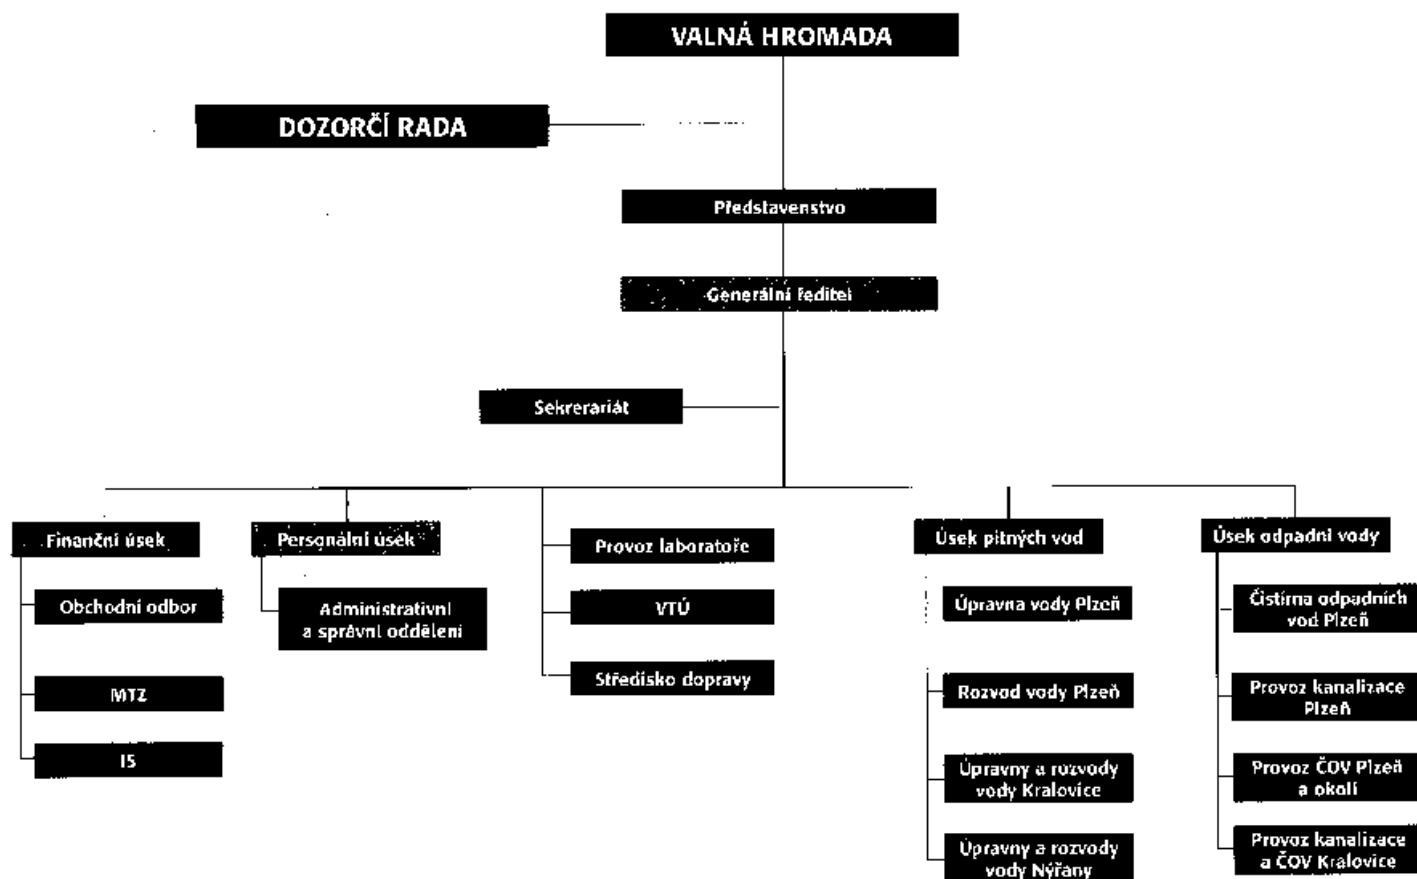 VALNÁ HROMADA
DOZORČÍ RADA
Představenstvo
Generální ředitel
Sekrerariát
Finanční úsek
Obchodní odbor
MTZ
IS
Personální úsek
Administrativní
a správní oddělení
Provoz laboratoře
VTÚ
Středisko dopravy
Úsek pitných vod
Úpravna vody Plzeň
Rozvod vody Plzeň
Úpravny a rozvody
vody Kralovice
Úpravny a rozvody
vody Nýřany
Úsek odpadní vody
Čistírna odpadních
vod Plzeň
Provoz kanalizace
Plzeň
Provoz ČOV Plzeň
a okolí
Provoz kanalizace
a ČOV Kralovice